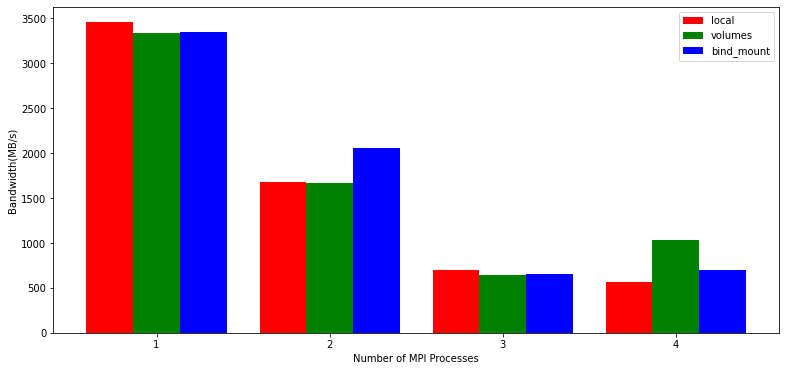 3500
3000
2500
2000
1500
1000
500
0
Bandwidth(MB/s)
local
volumes
bind_mount
1 2 3 4
Number of MPI Processes